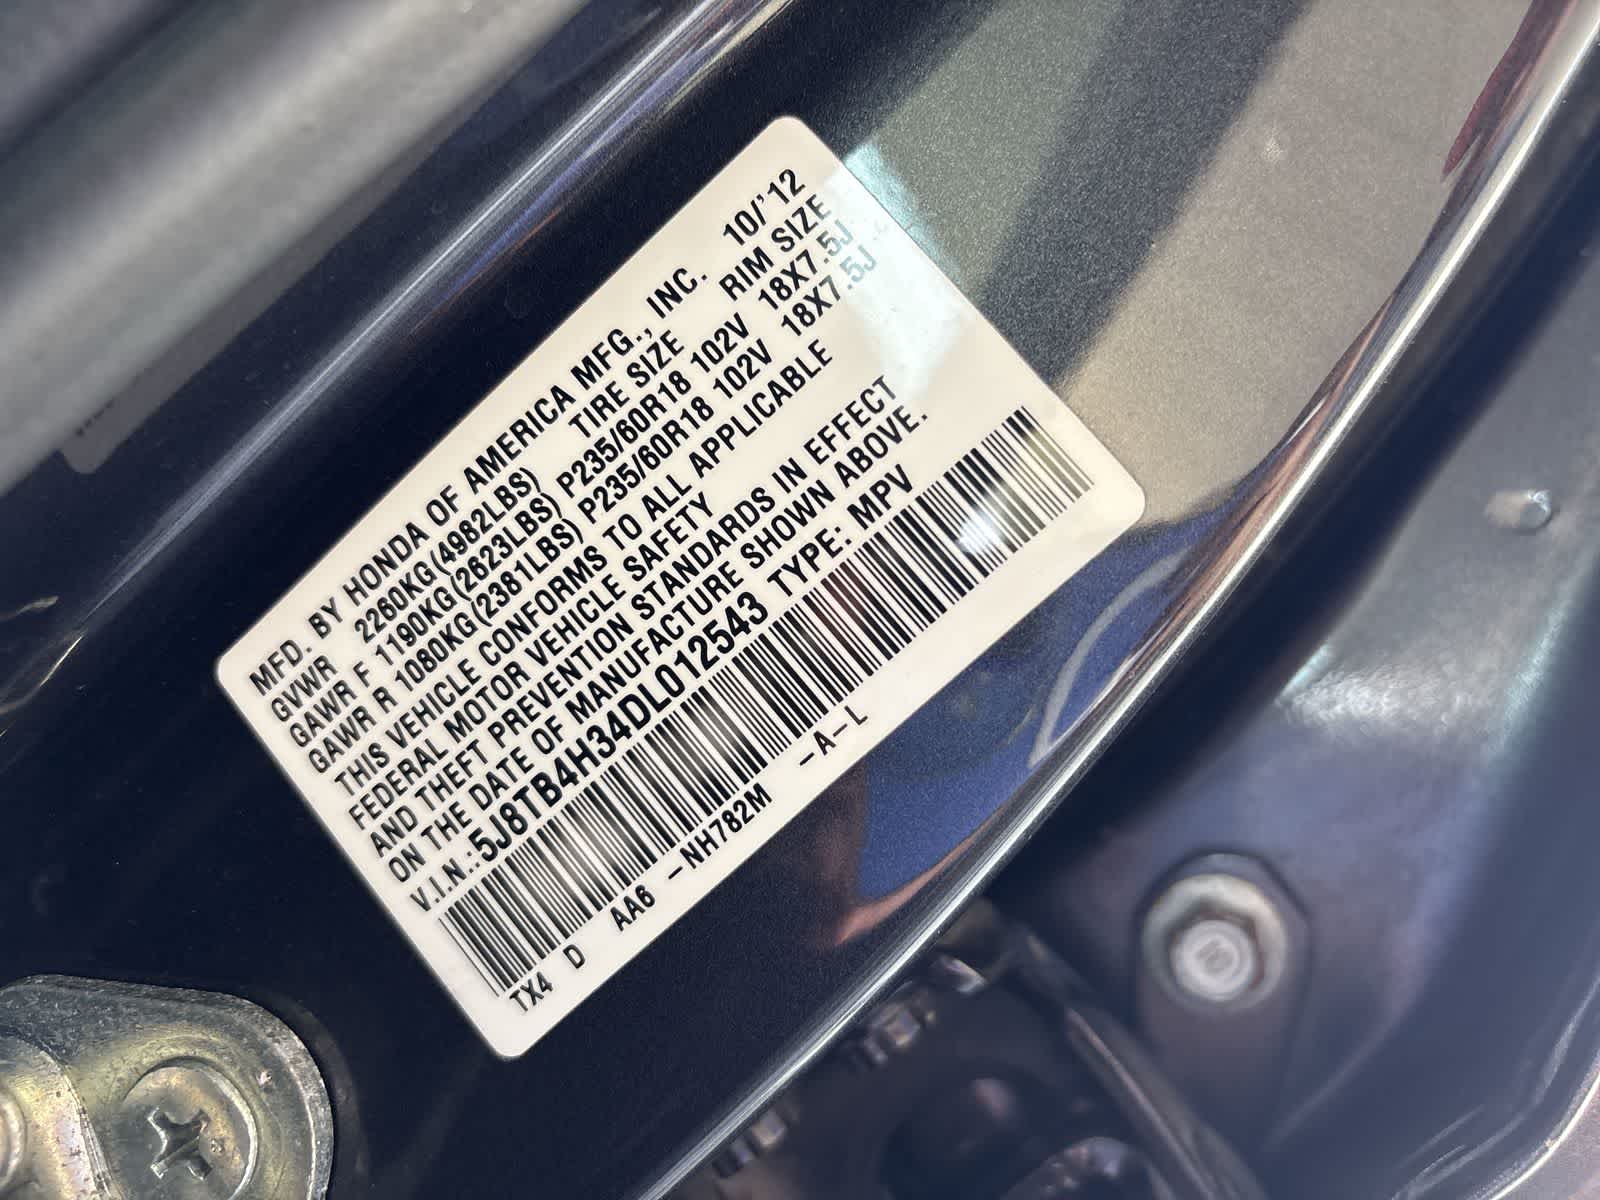 MFD. BY HONDA OF AMERICA MFG., INC. 10/'12
GVWR 2260KG(4982LBS) TIRE SIZE RIM SIZE
GAWR F 1190KG(2623LBS) P235/60R18 102V 18X7.5J
GAWR R 1080KG(2381LBS) P235/60R18 102V 18X7.5J
THIS VEHICLE CONFORMS TO ALL APPLICABLE
FEDERAL MOTOR VEHICLE SAFETY
AND THEFT PREVENTION STANDARDS IN EFFECT
ON THE DATE OF MANUFACTURE SHOWN ABOVE.
V.I.N.:5J8TB4H34DL012543 TYPE: MPV
TX4 D AA6 -NH782M -A-L